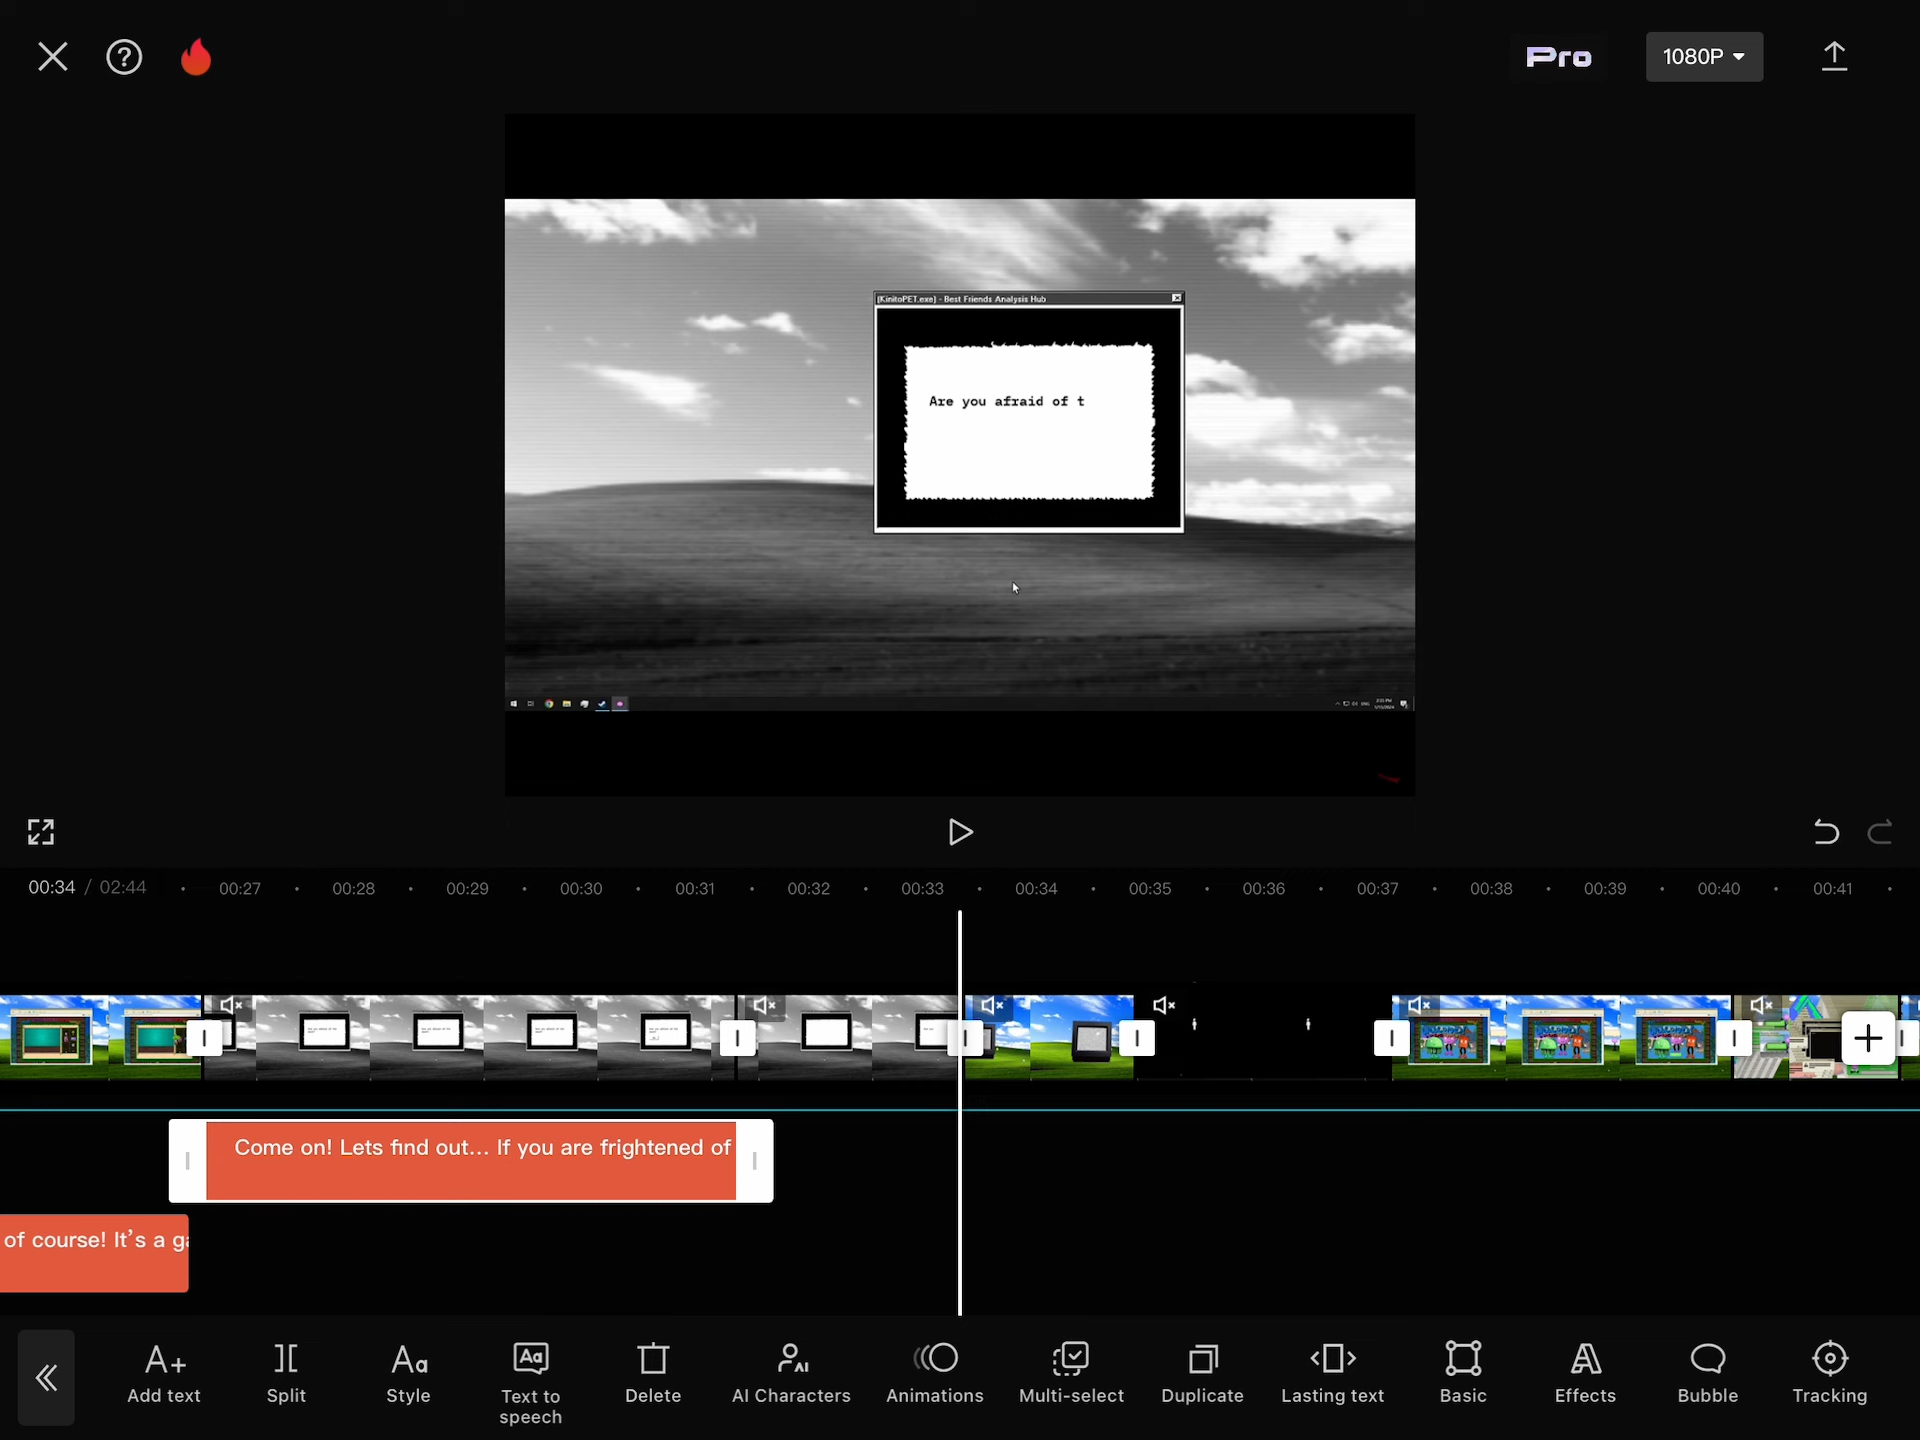 Pro
1080P
[KinitoPET.exe] - Best Friends Analysis Hub
Are you afraid of t
00:34 / 02:44
00:27
00:28
00:29
00:30
00:31
00:32
00:33
00:34
00:35
00:36
00:37
00:38
00:39
00:40
00:41
Come on! Lets find out... If you are frightened of
of course! It's a ga
Add text
Split
Style
Text to
speech
Delete
AI Characters
Animations
Multi-select
Duplicate
Lasting text
Basic
Effects
Bubble
Tracking